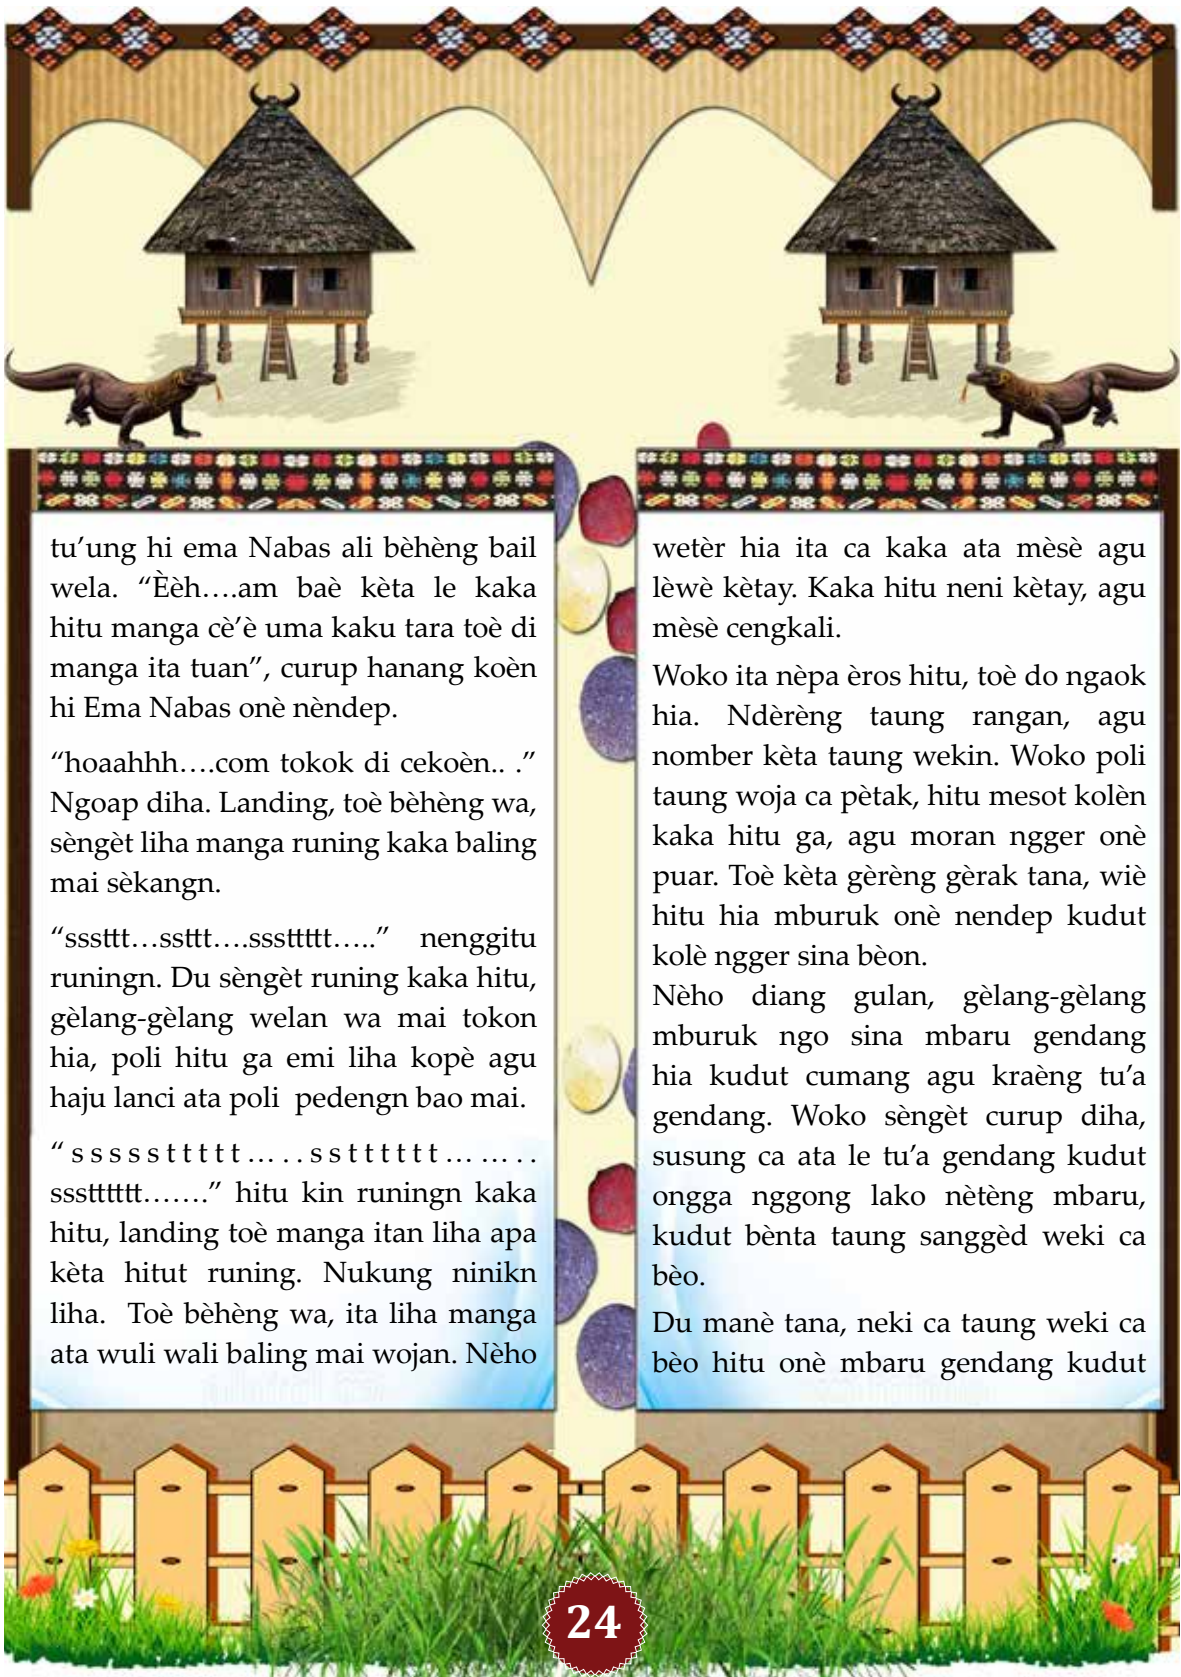 tu’ung hi ema Nabas ali bèhèng bail
wela. “Èèh….am baè kèta le kaka
hitu manga cè’è uma kaku tara toè di
manga ita tuan”, curup hanang koèn
hi Ema Nabas onè nèndep.
“hoaahhh….com tokok di cekoèn.. .”
Ngoap diha. Landing, toè bèhèng wa,
sèngèt liha manga runing kaka baling
mai sèkangn.
“sssttt…ssttt….ssssttttt…..” nenggitu
runingn. Du sèngèt runing kaka hitu,
gèlang-gèlang welan wa mai tokon
hia, poli hitu ga emi liha kopè agu
haju lanci ata poli pedengn bao mai.
“ssssssttttt…..sstttttt……..
ssstttttt…….” hitu kin runingn kaka
hitu, landing toè manga itan liha apa
kèta hitut runing. Nukung ninikn
liha. Toè bèhèng wa, ita liha manga
ata wuli wali baling mai wojan. Nèho
wetèr hia ita ca kaka ata mèsè agu
lèwè kètay. Kaka hitu neni kètay, agu
mèsè cengkali.
Woko ita nèpa èros hitu, toè do ngaok
hia. Ndèrèng taung rangan, agu
nomber kèta taung wekin. Woko poli
taung woja ca pètak, hitu mesot kolèn
kaka hitu ga, agu moran ngger onè
puar. Toè kèta gèrèng gèrak tana, wiè
hitu hia mburuk onè nendep kudut
kolè ngger sina bèon.
Nèho diang gulan, gèlang-gèlang
mburuk ngo sina mbaru gendang
hia kudut cumang agu kraèng tu’a
gendang. Woko sèngèt curup diha,
susung ca ata le tu’a gendang kudut
ongga nggong lako nètèng mbaru,
kudut bènta taung sanggèd weki ca
bèo.
Du manè tana, neki ca taung weki ca
bèo hitu onè mbaru gendang kudut
24